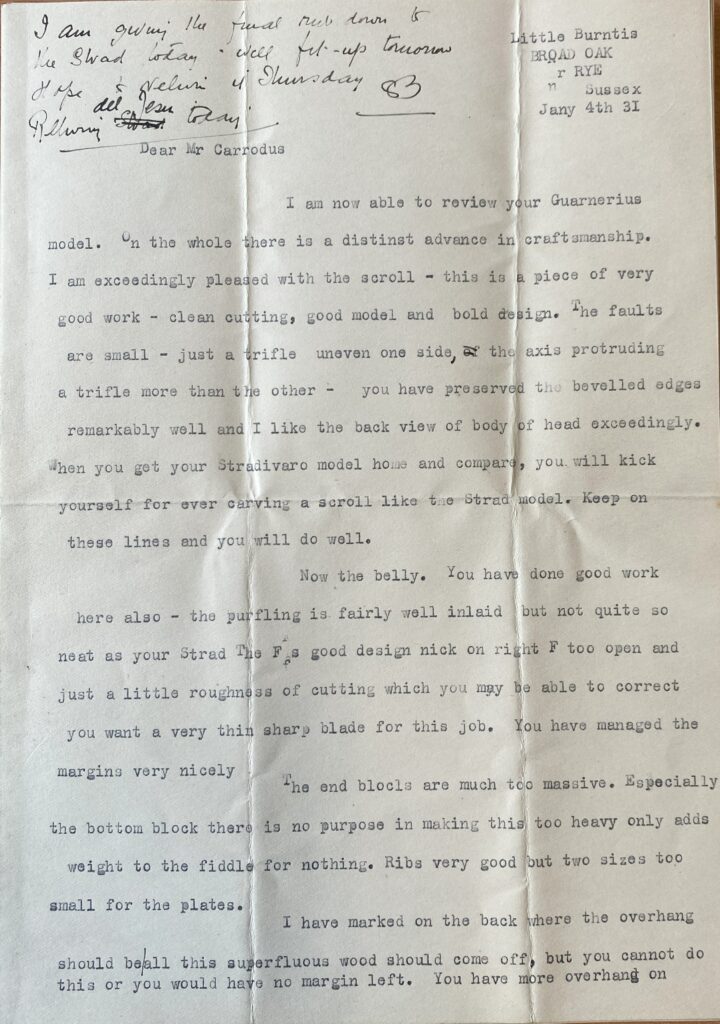 I am giving the final rub down to
the Strad today - will fit-up tomorrow
Hope to return it Thursday
del Jesu
Returning Strad today
Little Burntis
BROAD OAK
r RYE
n Sussex
Jany 4th 31
Dear Mr Carrodus
I am now able to review your Guarnerius
model. On the whole there is a distinct advance in craftsmanship.
I am exceedingly pleased with the scroll - this is a piece of very
good work - clean cutting, good model and bold design. The faults
are small - just a trifle uneven one side, of the axis protruding
a trifle more than the other - you have preserved the bevelled edges
remarkably well and I like the back view of body of head exceedingly.
When you get your Stradivaro model home and compare, you will kick
yourself for ever carving a scroll like the Strad model. Keep on
these lines and you will do well.
Now the belly. You have done good work
here also - the purfling is fairly well inlaid but not quite so
neat as your Strad The F s good design nick on right F too open and
just a little roughness of cutting which you may be able to correct
you want a very thin sharp blade for this job. You have managed the
margins very nicely
The end blocls are much too massive. Especially
the bottom block there is no purpose in making this too heavy only adds
weight to the fiddle for nothing. Ribs very good but two sizes too
small for the plates.
I have marked on the back where the overhang
should be/all this superfluous wood should come off, but you cannot do
this or you would have no margin left. You have more overhang on